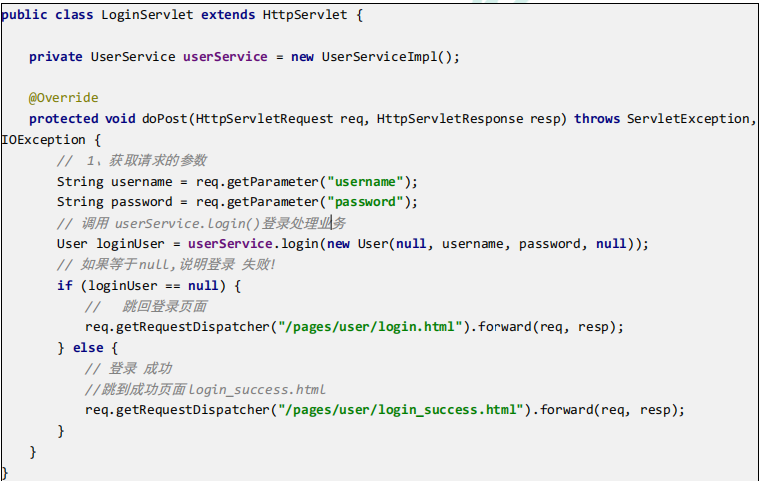 public class LoginServlet extends HttpServlet {
private UserService userService = new UserServiceImpl();
@Override
protected void doPost(HttpServletRequest req, HttpServletResponse resp) throws ServletException,
IOException {
// 1、获取请求的参数
String username = req.getParameter("username");
String password = req.getParameter("password");
// 调用 userService.login()登录处理业务
User loginUser = userService.login(new User(null, username, password, null));
// 如果等于null,说明登录 失败!
if (loginUser == null) {
// 跳回登录页面
req.getRequestDispatcher("/pages/user/login.html").forward(req, resp);
} else {
// 登录 成功
//跳到成功页面login_success.html
req.getRequestDispatcher("/pages/user/login_success.html").forward(req, resp);
}
}
}